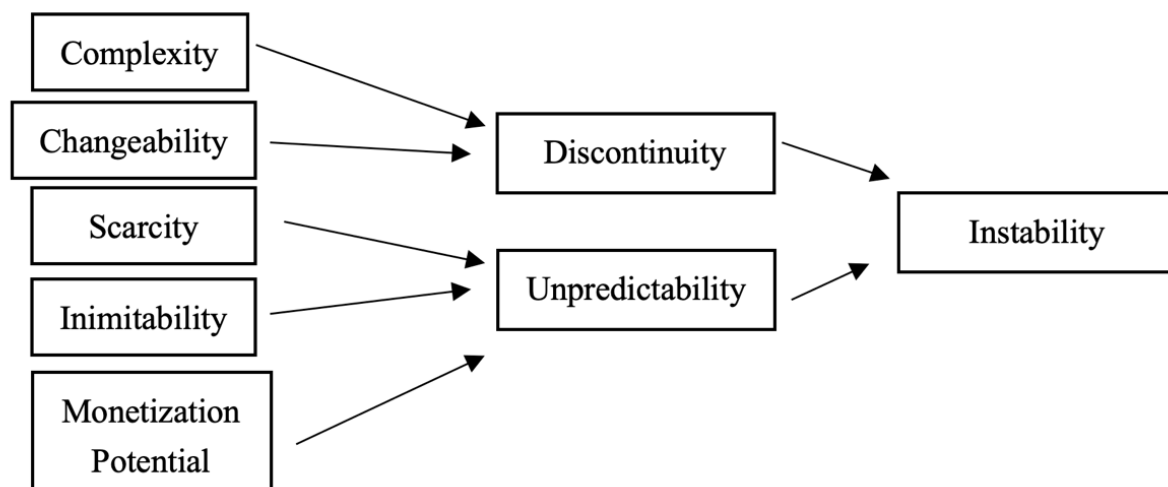 Complexity
Changeability
Scarcity
Inimitability
Monetization
Potential
Discontinuity
Unpredictability
Instability